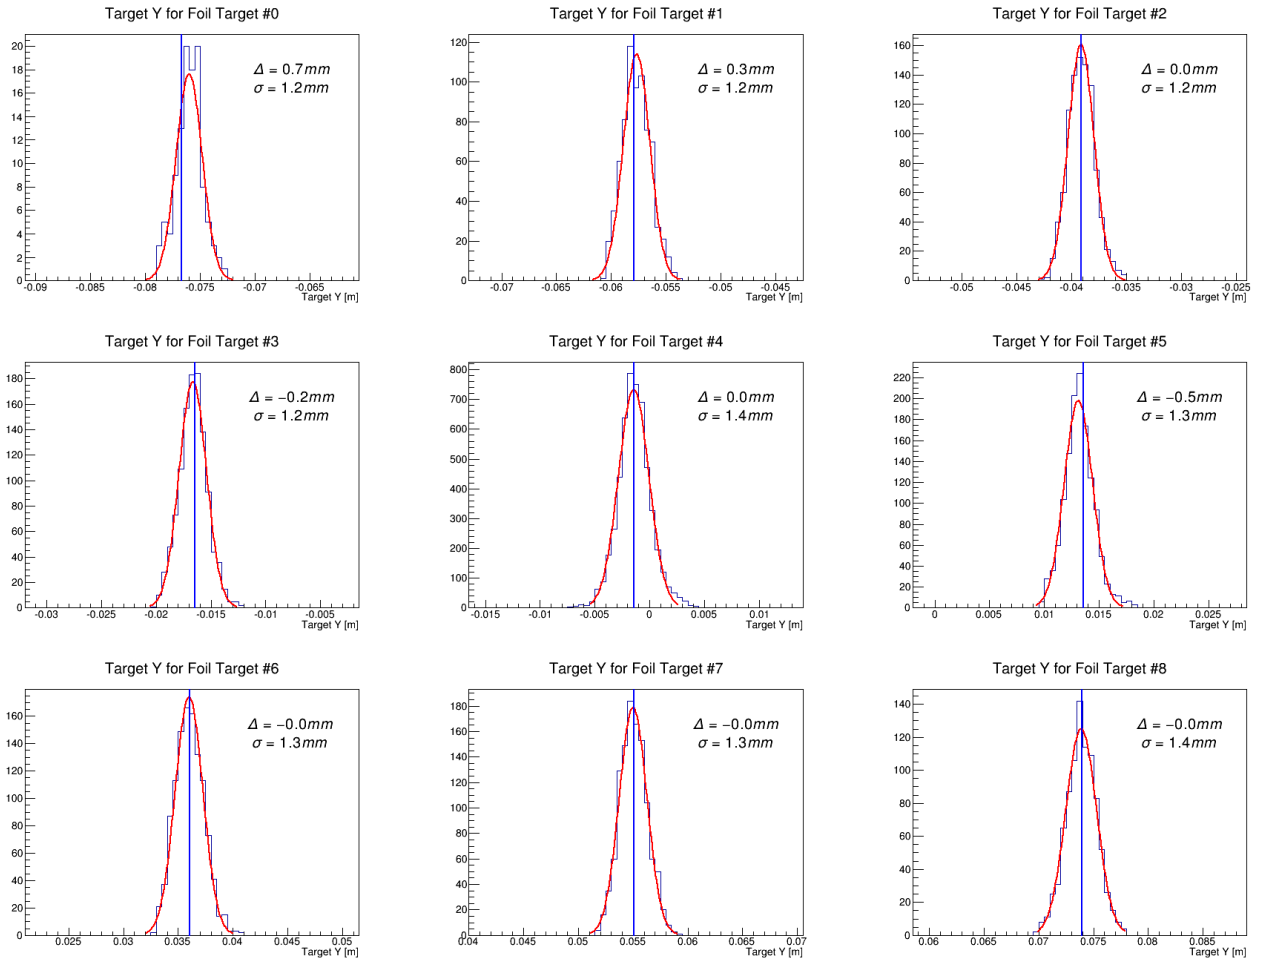 Target Y for Foil Target #0
Δ = 0.7mm
σ = 1.2mm
20
18
16
14
12
10
8
6
4
2
0
-0.09 -0.085 -0.08 -0.075 -0.07 -0.065
Target Y [m]
Target Y for Foil Target #1
Δ = 0.3mm
σ = 1.2mm
120
100
80
60
40
20
0
-0.07 -0.065 -0.06 -0.055 -0.05 -0.045
Target Y [m]
Target Y for Foil Target #2
Δ = 0.0mm
σ = 1.2mm
160
140
120
100
80
60
40
20
0
-0.05 -0.045 -0.04 -0.035 -0.03 -0.025
Target Y [m]
Target Y for Foil Target #3
Δ = −0.2mm
σ = 1.2mm
180
160
140
120
100
80
60
40
20
0
-0.03 -0.025 -0.02 -0.015 -0.01 -0.005
Target Y [m]
Target Y for Foil Target #4
Δ = 0.0mm
σ = 1.4mm
800
700
600
500
400
300
200
100
0
-0.015 -0.01 -0.005 0 0.005 0.01
Target Y [m]
Target Y for Foil Target #5
Δ = −0.5mm
σ = 1.3mm
220
200
180
160
140
120
100
80
60
40
20
0
0 0.005 0.01 0.015 0.02 0.025
Target Y [m]
Target Y for Foil Target #6
Δ = −0.0mm
σ = 1.3mm
160
140
120
100
80
60
40
20
0
0.025 0.03 0.035 0.04 0.045 0.05
Target Y [m]
Target Y for Foil Target #7
Δ = −0.0mm
σ = 1.3mm
180
160
140
120
100
80
60
40
20
0
0.04 0.045 0.05 0.055 0.06 0.065 0.07
Target Y [m]
Target Y for Foil Target #8
Δ = −0.0mm
σ = 1.4mm
140
120
100
80
60
40
20
0
0.06 0.065 0.07 0.075 0.08 0.085
Target Y [m]